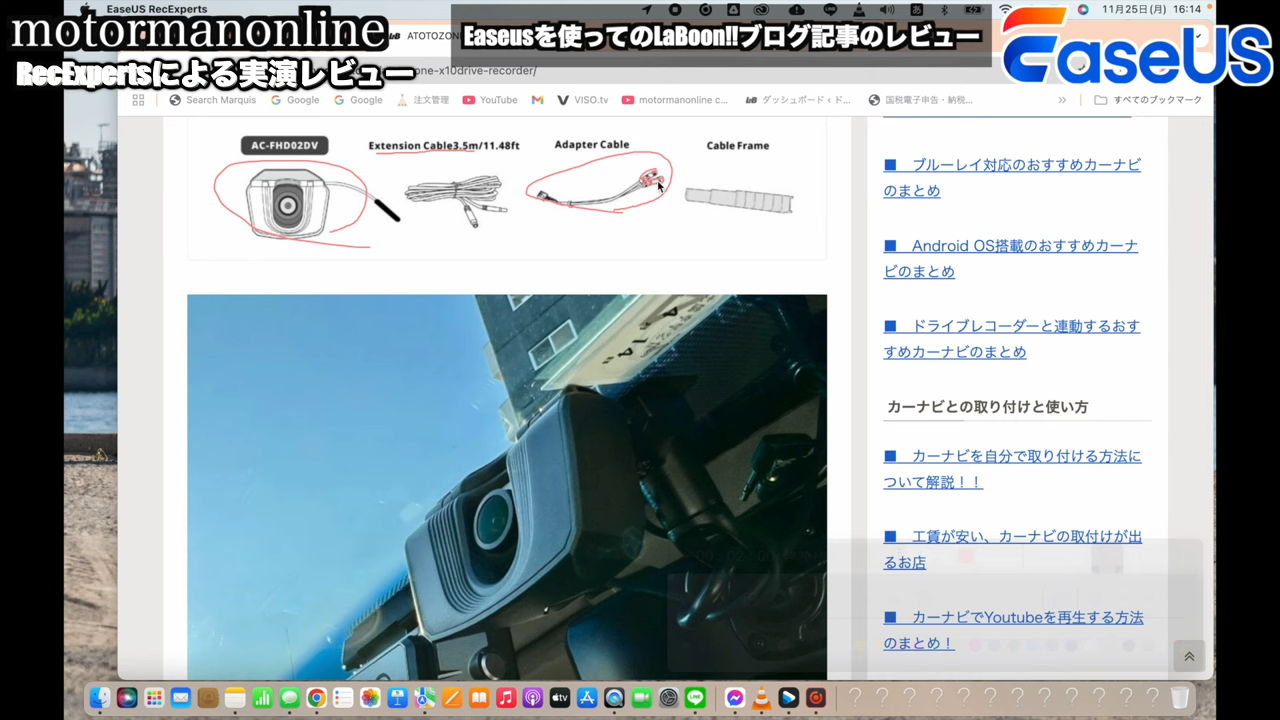 EaseUS RecExperts
11月25日(月) 16:14
motormanonline
ATOTOZON
Easeusを使ってのLaBoon!!ブログ記事のレビュー
EaseUS
RecExpertsによる実演レビュー
one-x10drive-recorder/
Search Marquis
Google
Google
注文管理
YouTube
VISO.tv
motormanonline c...
ダッシュボード ‹ ド...
国税電子申告・納税...
すべてのブックマーク
AC-FHD02DV
Extension Cable3.5m/11.48ft
Adapter Cable
Cable Frame
■ ブルーレイ対応のおすすめカーナビ
のまとめ
■ Android OS搭載のおすすめカーナ
ビのまとめ
■ ドライブレコーダーと連動するおす
すめカーナビのまとめ
カーナビとの取り付けと使い方
■ カーナビを自分で取り付ける方法に
ついて解説！！
■ 工賃が安い、カーナビの取付けが出
るお店
■ カーナビでYoutubeを再生する方法
のまとめ！